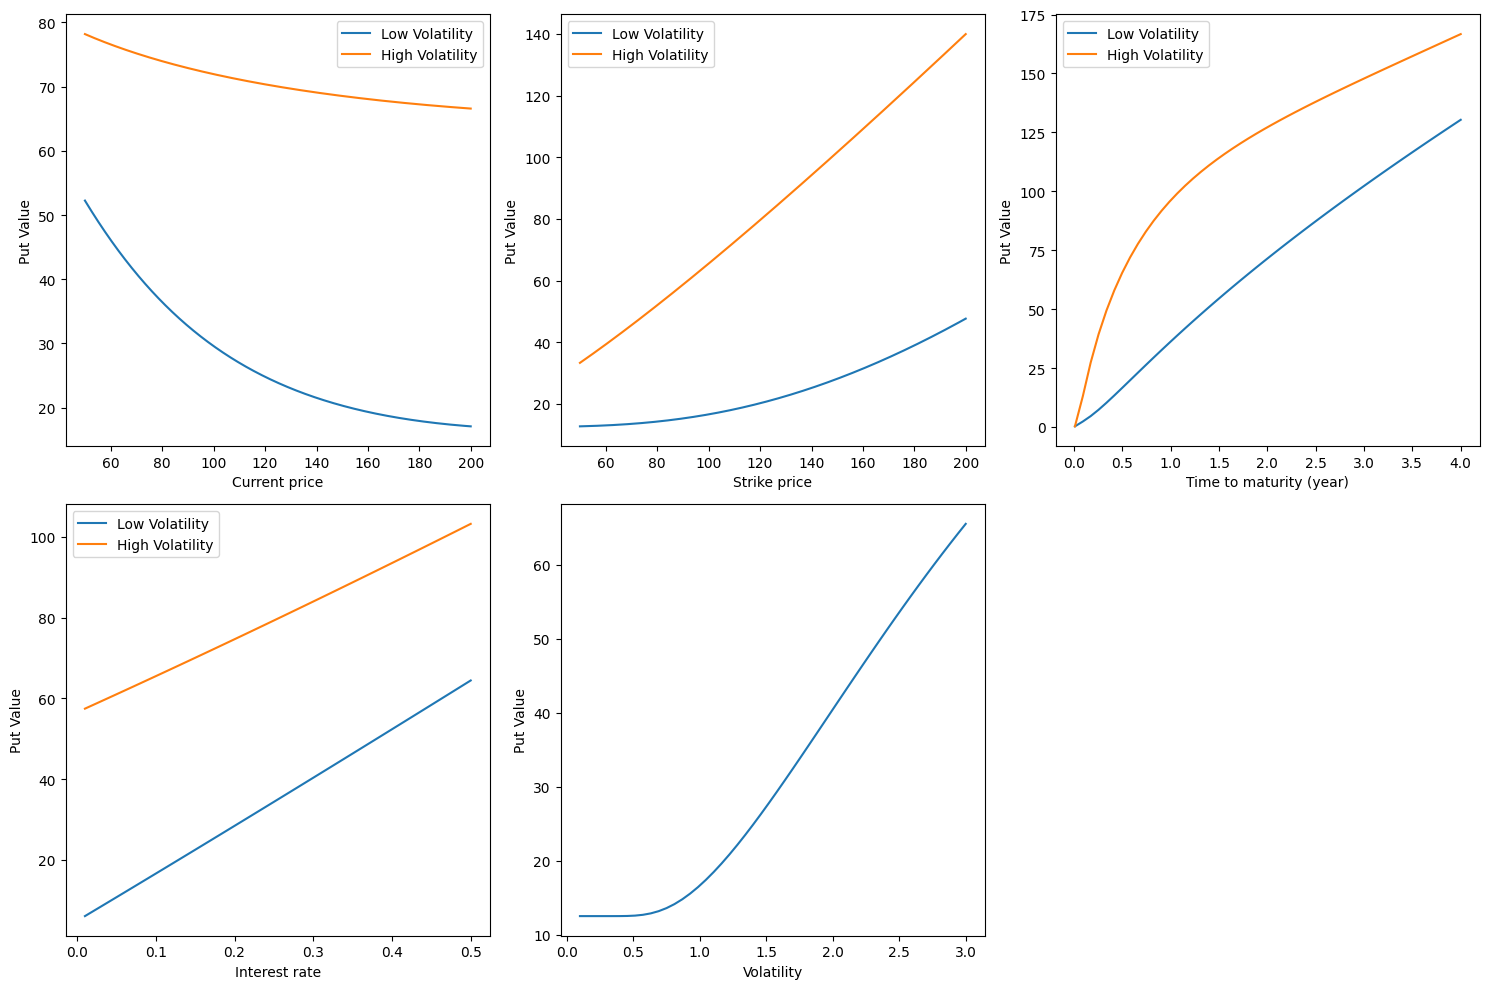 Put Value
80
70
60
50
40
30
20
Low Volatility
High Volatility
60 80 100 120 140 160 180 200
Current price
Put Value
140
120
100
80
60
40
20
Low Volatility
High Volatility
60 80 100 120 140 160 180 200
Strike price
Put Value
175
150
125
100
75
50
25
0
Low Volatility
High Volatility
0.0 0.5 1.0 1.5 2.0 2.5 3.0 3.5 4.0
Time to maturity (year)
Put Value
100
80
60
40
20
Low Volatility
High Volatility
0.0 0.1 0.2 0.3 0.4 0.5
Interest rate
Put Value
60
50
40
30
20
10
0.0 0.5 1.0 1.5 2.0 2.5 3.0
Volatility